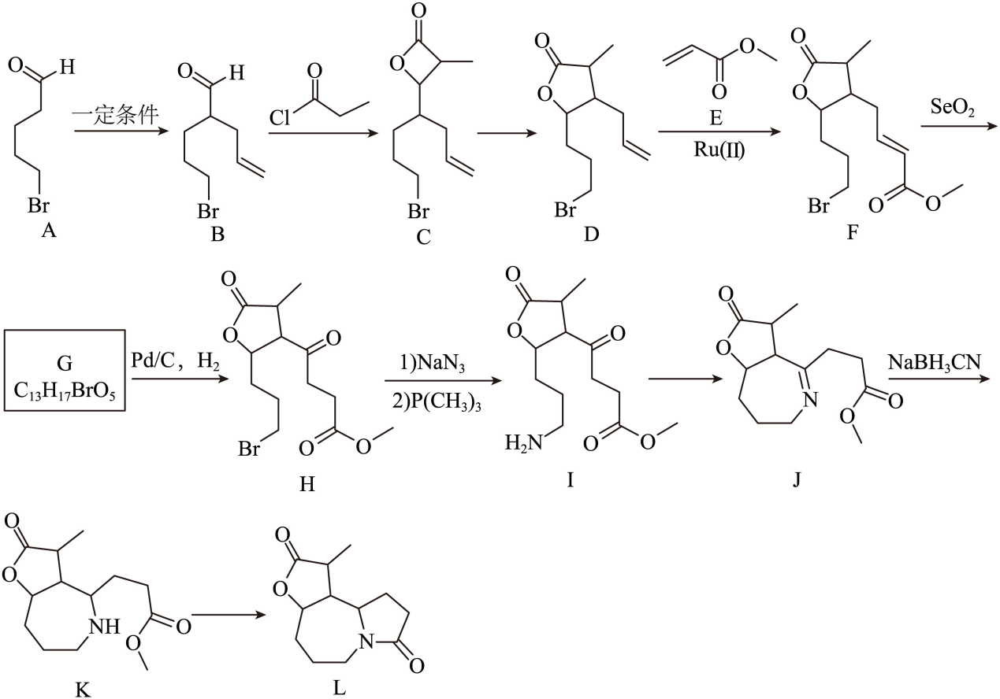 O H O H O O O O O O
Cl O O O O
一定条件 E SeO₂
Br Br Br Br Ru(II) Br O O
A B C D F
O O O
O O O O O N
G Pd/C，H₂ 1)NaN₃ NaBH₃CN
C₁₃H₁₇BrO₅ 2)P(CH₃)₃
Br O O H₂N O O O O
H I J
O O
O O
NH O N O
O
K L